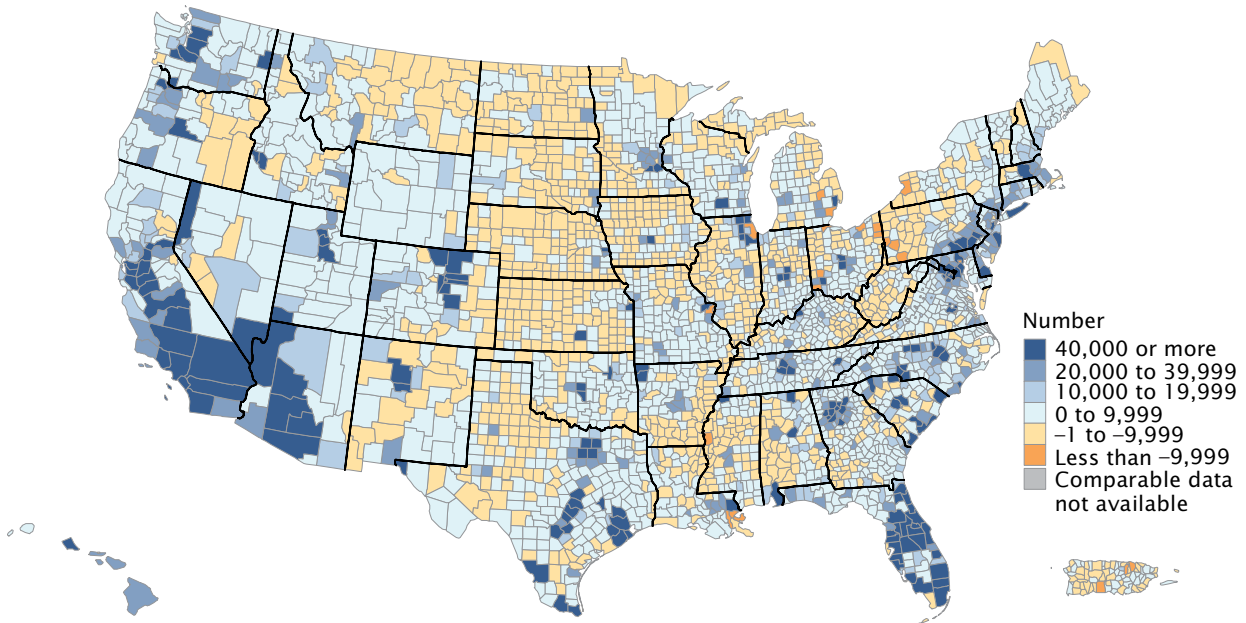 Number
40,000 or more
20,000 to 39,999
10,000 to 19,999
0 to 9,999
–1 to –9,999
Less than –9,999
Comparable data
not available